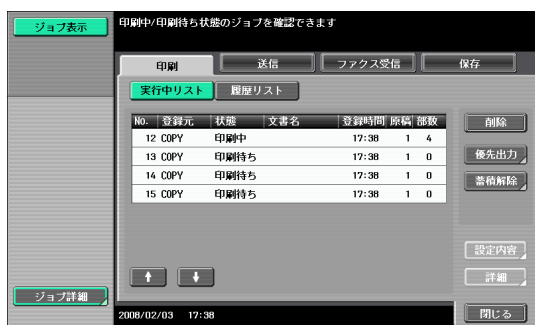 ジョブ表示
印刷中/印刷待ち状態のジョブを確認できます
印刷 送信 ファクス受信 保存
実行中リスト 履歴リスト
No. 登録元 状態 文書名 登録時間 原稿 部数
12 COPY 印刷中 17:38 1 4
13 COPY 印刷待ち 17:38 1 0
14 COPY 印刷待ち 17:38 1 0
15 COPY 印刷待ち 17:38 1 0
削除
優先出力
蓄積解除
設定内容
詳細
ジョブ詳細
2008/02/03 17:38
閉じる